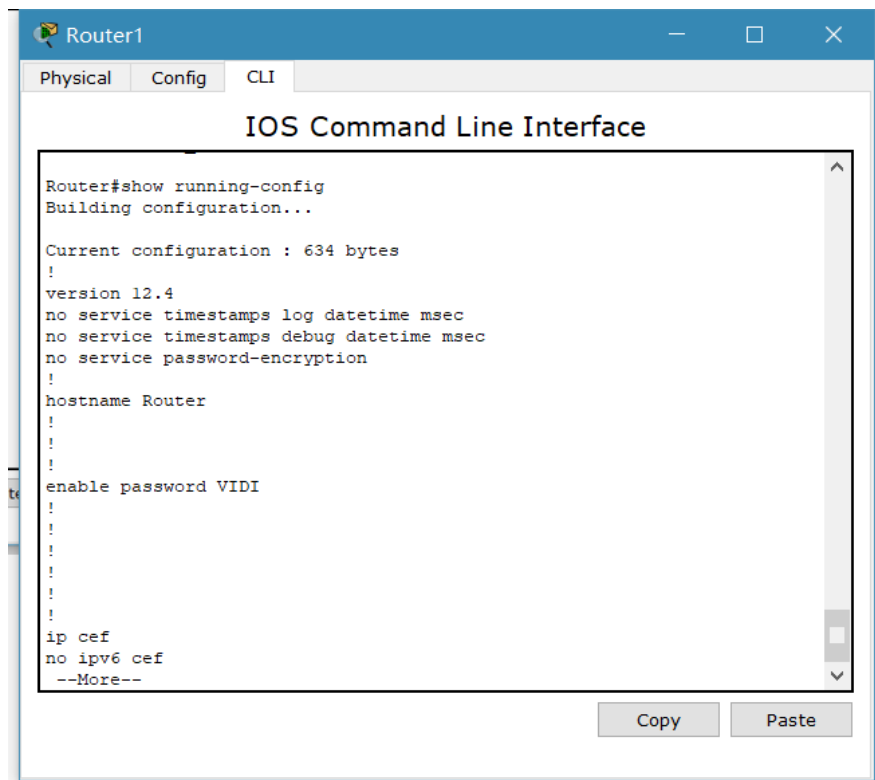 Router1
Physical Config CLI
IOS Command Line Interface
Router#show running-config
Building configuration...
Current configuration : 634 bytes
!
version 12.4
no service timestamps log datetime msec
no service timestamps debug datetime msec
no service password-encryption
!
hostname Router
!
!
!
enable password VIDI
!
!
!
!
!
!
ip cef
no ipv6 cef
--More--
Copy Paste